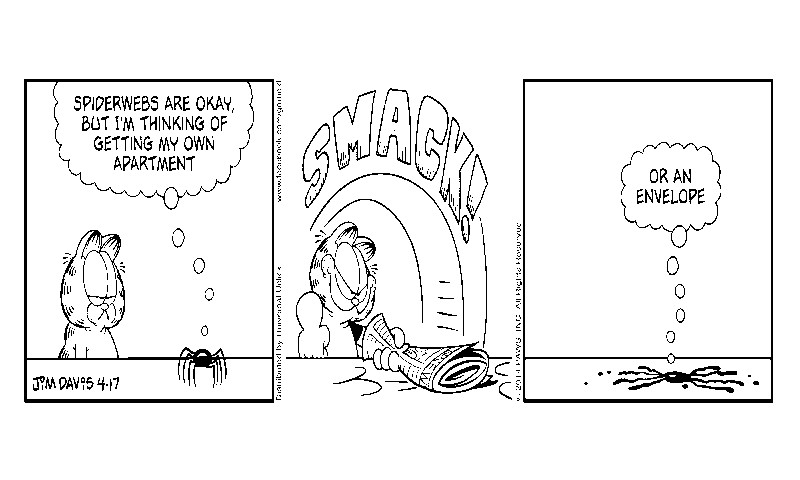 SPIDERWEBS ARE OKAY,
BUT I'M THINKING OF
GETTING MY OWN
APARTMENT
JIM DAVIS 4.17
SMACK!
OR AN
ENVELOPE